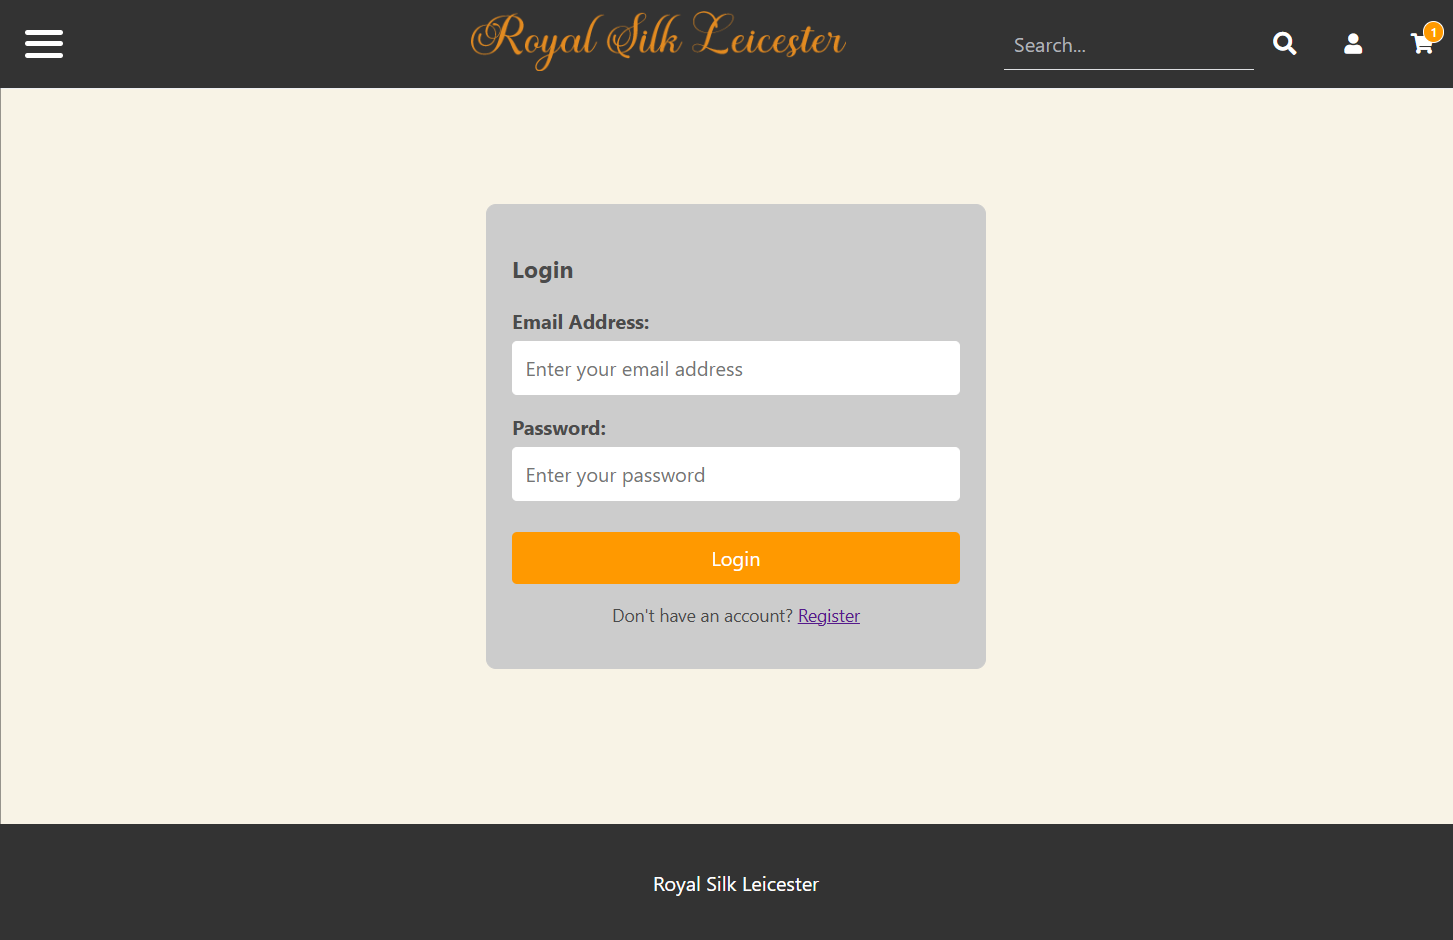 Royal Silk Leicester
Search...
1
Login
Email Address:
Enter your email address
Password:
Enter your password
Login
Don't have an account? Register
Royal Silk Leicester